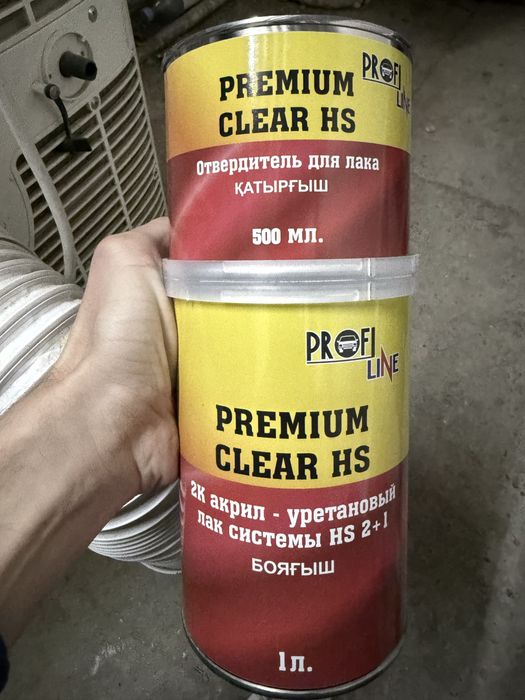 PROFI
LINE
PREMIUM
CLEAR HS
Отвердитель для лака
ҚАТЫРҒЫШ
500 МЛ.
PROFI
LINE
PREMIUM
CLEAR HS
2К акрил - уретановый
лак системы HS 2+1
БОЯҒЫШ
1 л.